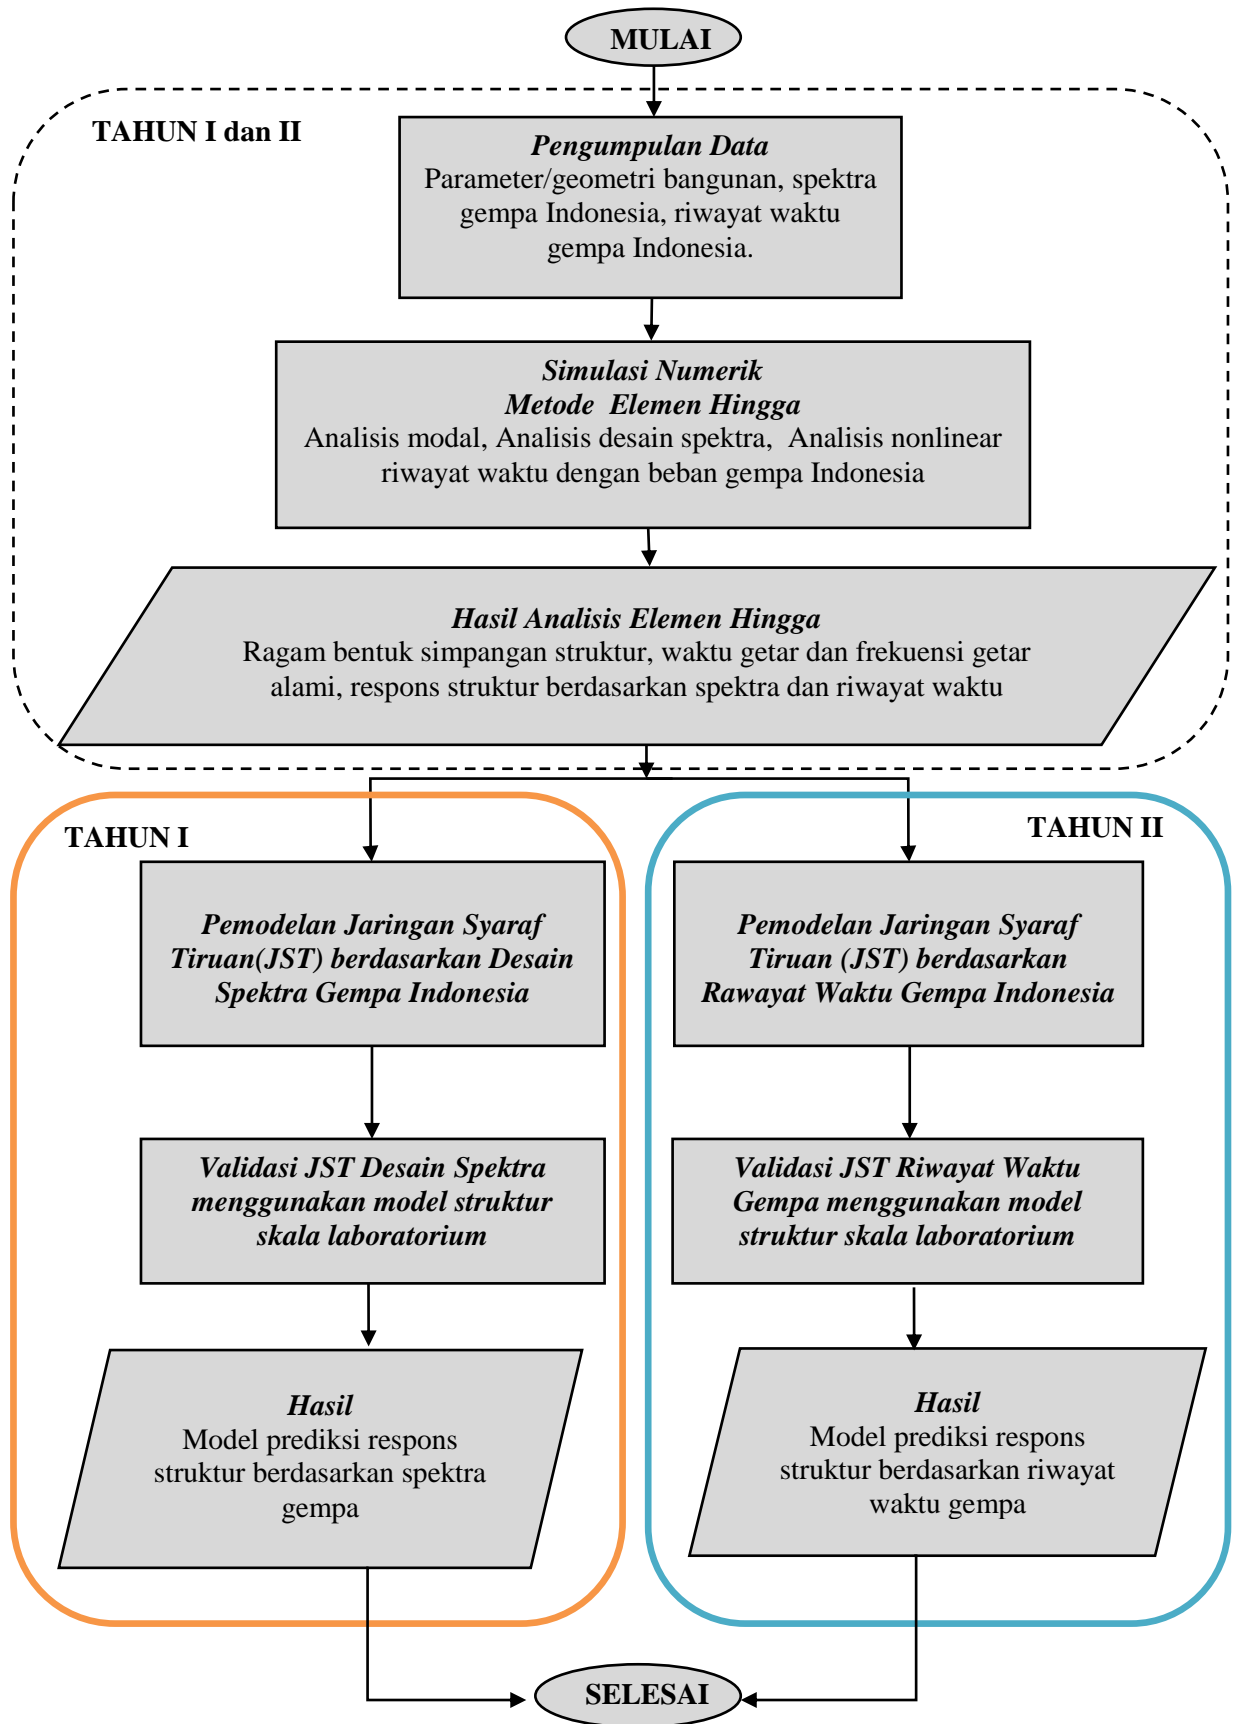 MULAI
TAHUN I dan II
Pengumpulan Data
Parameter/geometri bangunan, spektra
gempa Indonesia, riwayat waktu
gempa Indonesia.
Simulasi Numerik
Metode Elemen Hingga
Analisis modal, Analisis desain spektra, Analisis nonlinear
riwayat waktu dengan beban gempa Indonesia
Hasil Analisis Elemen Hingga
Ragam bentuk simpangan struktur, waktu getar dan frekuensi getar
alami, respons struktur berdasarkan spektra dan riwayat waktu
TAHUN I
Pemodelan Jaringan Syaraf
Tiruan(JST) berdasarkan Desain
Spektra Gempa Indonesia
Validasi JST Desain Spektra
menggunakan model struktur
skala laboratorium
Hasil
Model prediksi respons
struktur berdasarkan spektra
gempa
TAHUN II
Pemodelan Jaringan Syaraf
Tiruan (JST) berdasarkan
Rawayat Waktu Gempa Indonesia
Validasi JST Riwayat Waktu
Gempa menggunakan model
struktur skala laboratorium
Hasil
Model prediksi respons
struktur berdasarkan riwayat
waktu gempa
SELESAI